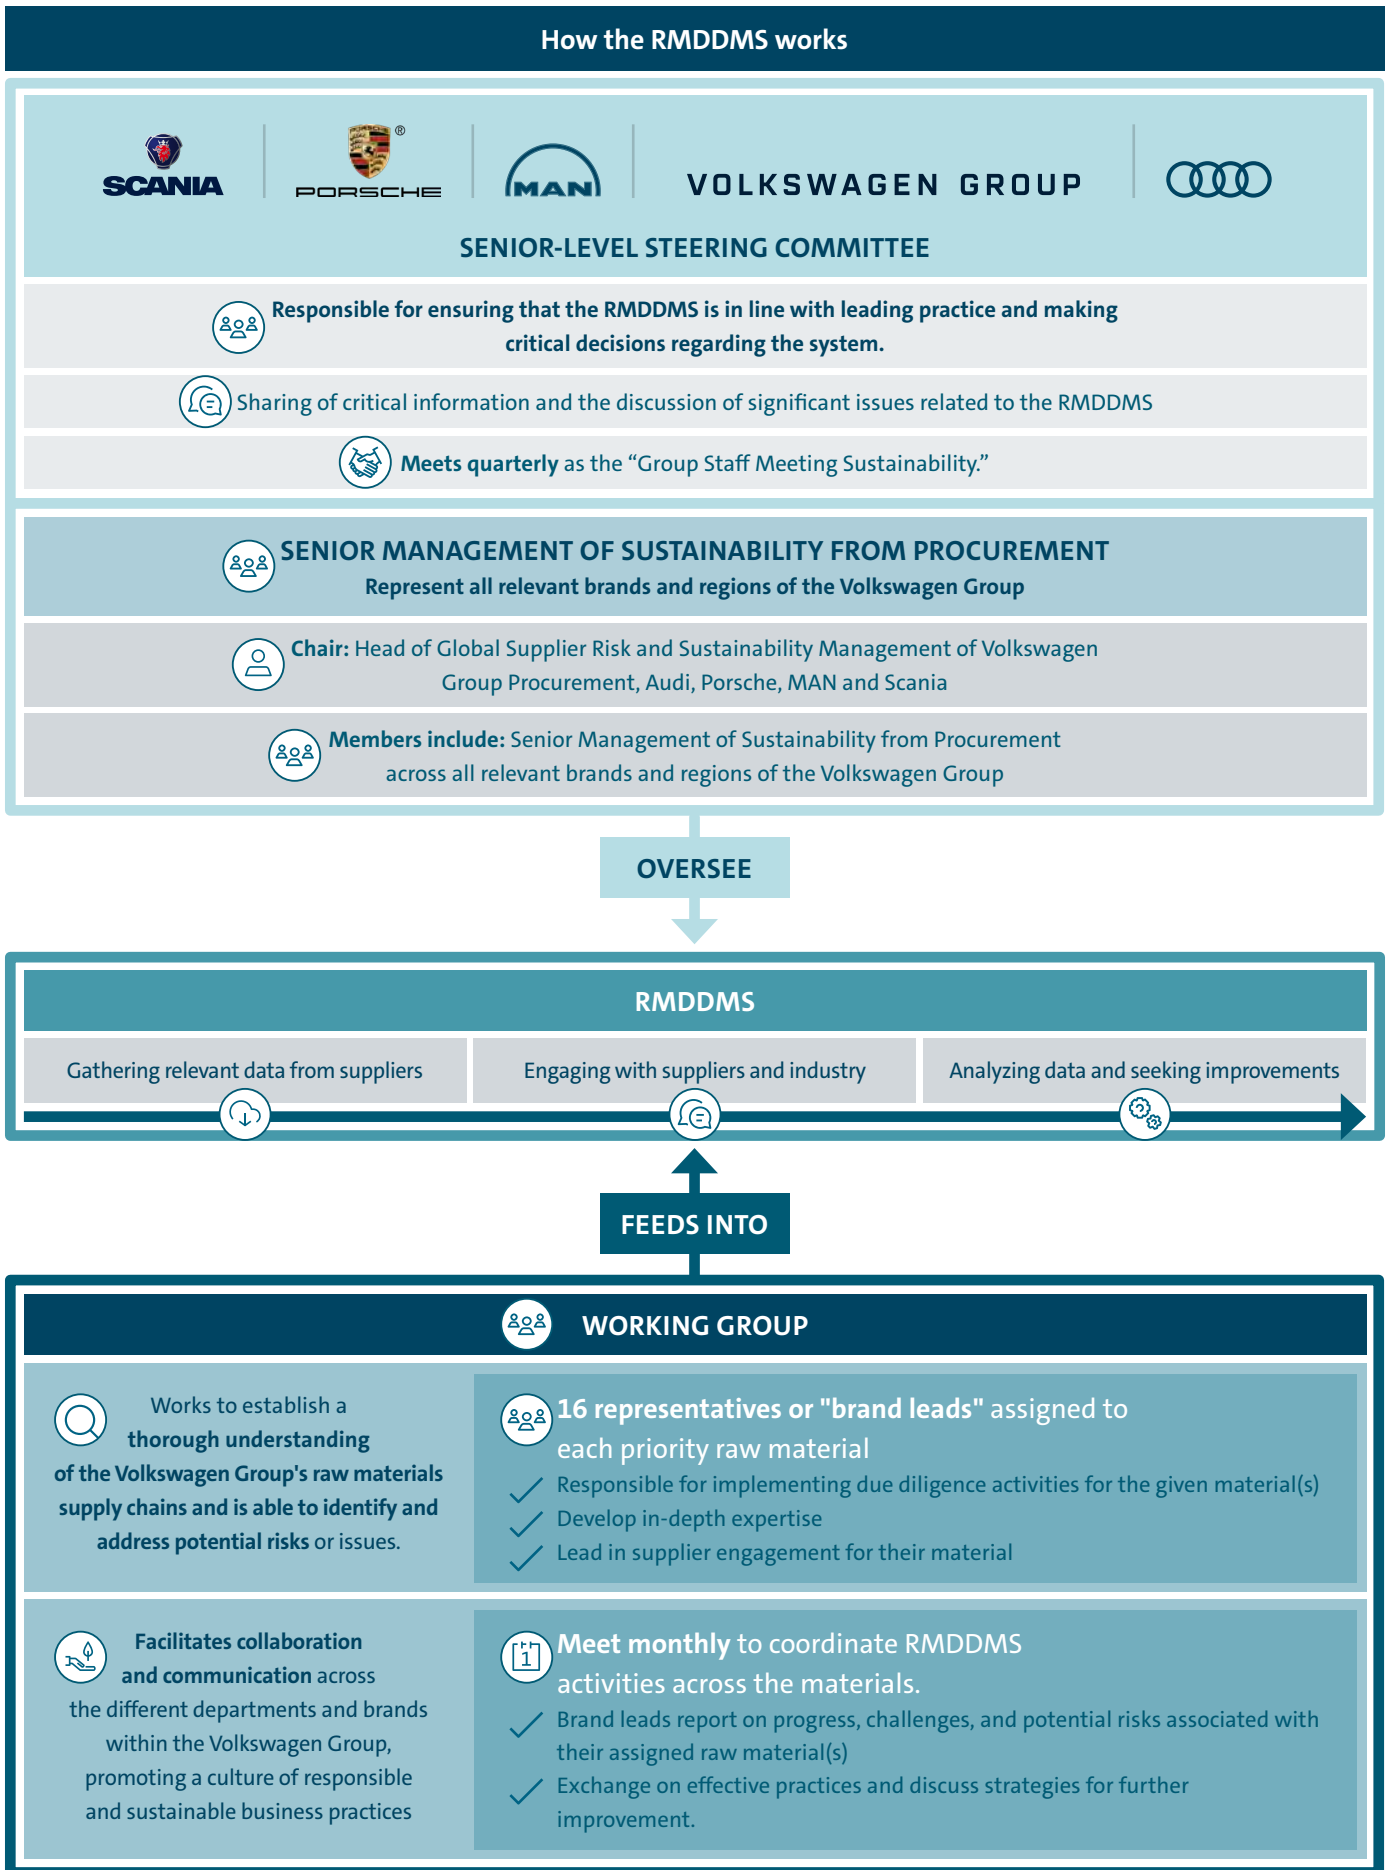 How the RMDDMS works
SCANIA
PORSCHE
®
PORSCHE
MAN
VOLKSWAGEN GROUP
SENIOR-LEVEL STEERING COMMITTEE
Responsible for ensuring that the RMDDMS is in line with leading practice and making
critical decisions regarding the system.
Sharing of critical information and the discussion of significant issues related to the RMDDMS
Meets quarterly as the “Group Staff Meeting Sustainability.”
SENIOR MANAGEMENT OF SUSTAINABILITY FROM PROCUREMENT
Represent all relevant brands and regions of the Volkswagen Group
Chair: Head of Global Supplier Risk and Sustainability Management of Volkswagen
Group Procurement, Audi, Porsche, MAN and Scania
Members include: Senior Management of Sustainability from Procurement
across all relevant brands and regions of the Volkswagen Group
OVERSEE
RMDDMS
Gathering relevant data from suppliers
Engaging with suppliers and industry
Analyzing data and seeking improvements
FEEDS INTO
WORKING GROUP
Works to establish a
thorough understanding
of the Volkswagen Group's raw materials
supply chains and is able to identify and
address potential risks or issues.
16 representatives or "brand leads" assigned to
each priority raw material
Responsible for implementing due diligence activities for the given material(s)
Develop in-depth expertise
Lead in supplier engagement for their material
Facilitates collaboration
and communication across
the different departments and brands
within the Volkswagen Group,
promoting a culture of responsible
and sustainable business practices
1
Meet monthly to coordinate RMDDMS
activities across the materials.
Brand leads report on progress, challenges, and potential risks associated with
their assigned raw material(s)
Exchange on effective practices and discuss strategies for further
improvement.